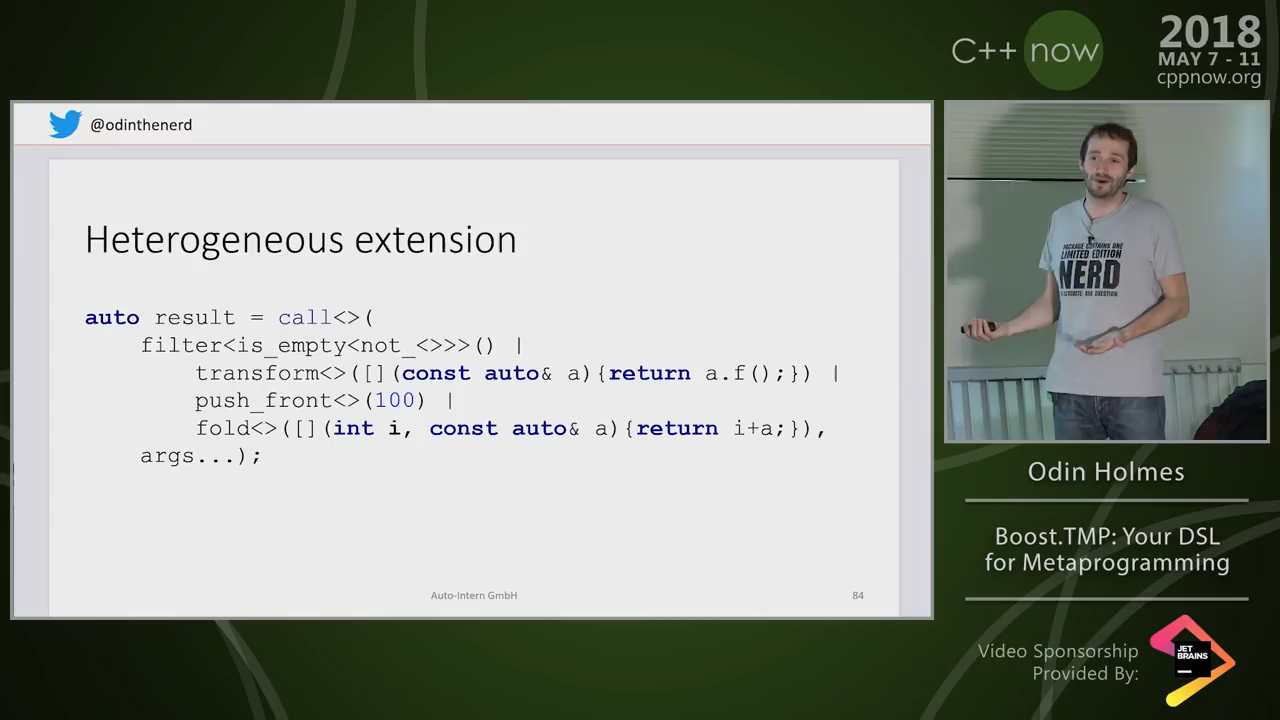 C++ now
2018
MAY 7 - 11
cppnow.org
@odinthenerd
Heterogeneous extension
auto result = call<>(
filter<is_empty<not_<>>>() |
transform<>([](const auto& a){return a.f();}) |
push_front<>(100) |
fold<>([](int i, const auto& a){return i+a;}),
args...);
Auto-Intern GmbH
84
PACKAGE CONTAINS ONE
LIMITED EDITION
NERD
ASK QUESTION
Odin Holmes
Boost.TMP: Your DSL
for Metaprogramming
Video Sponsorship
Provided By:
JET
BRAINS